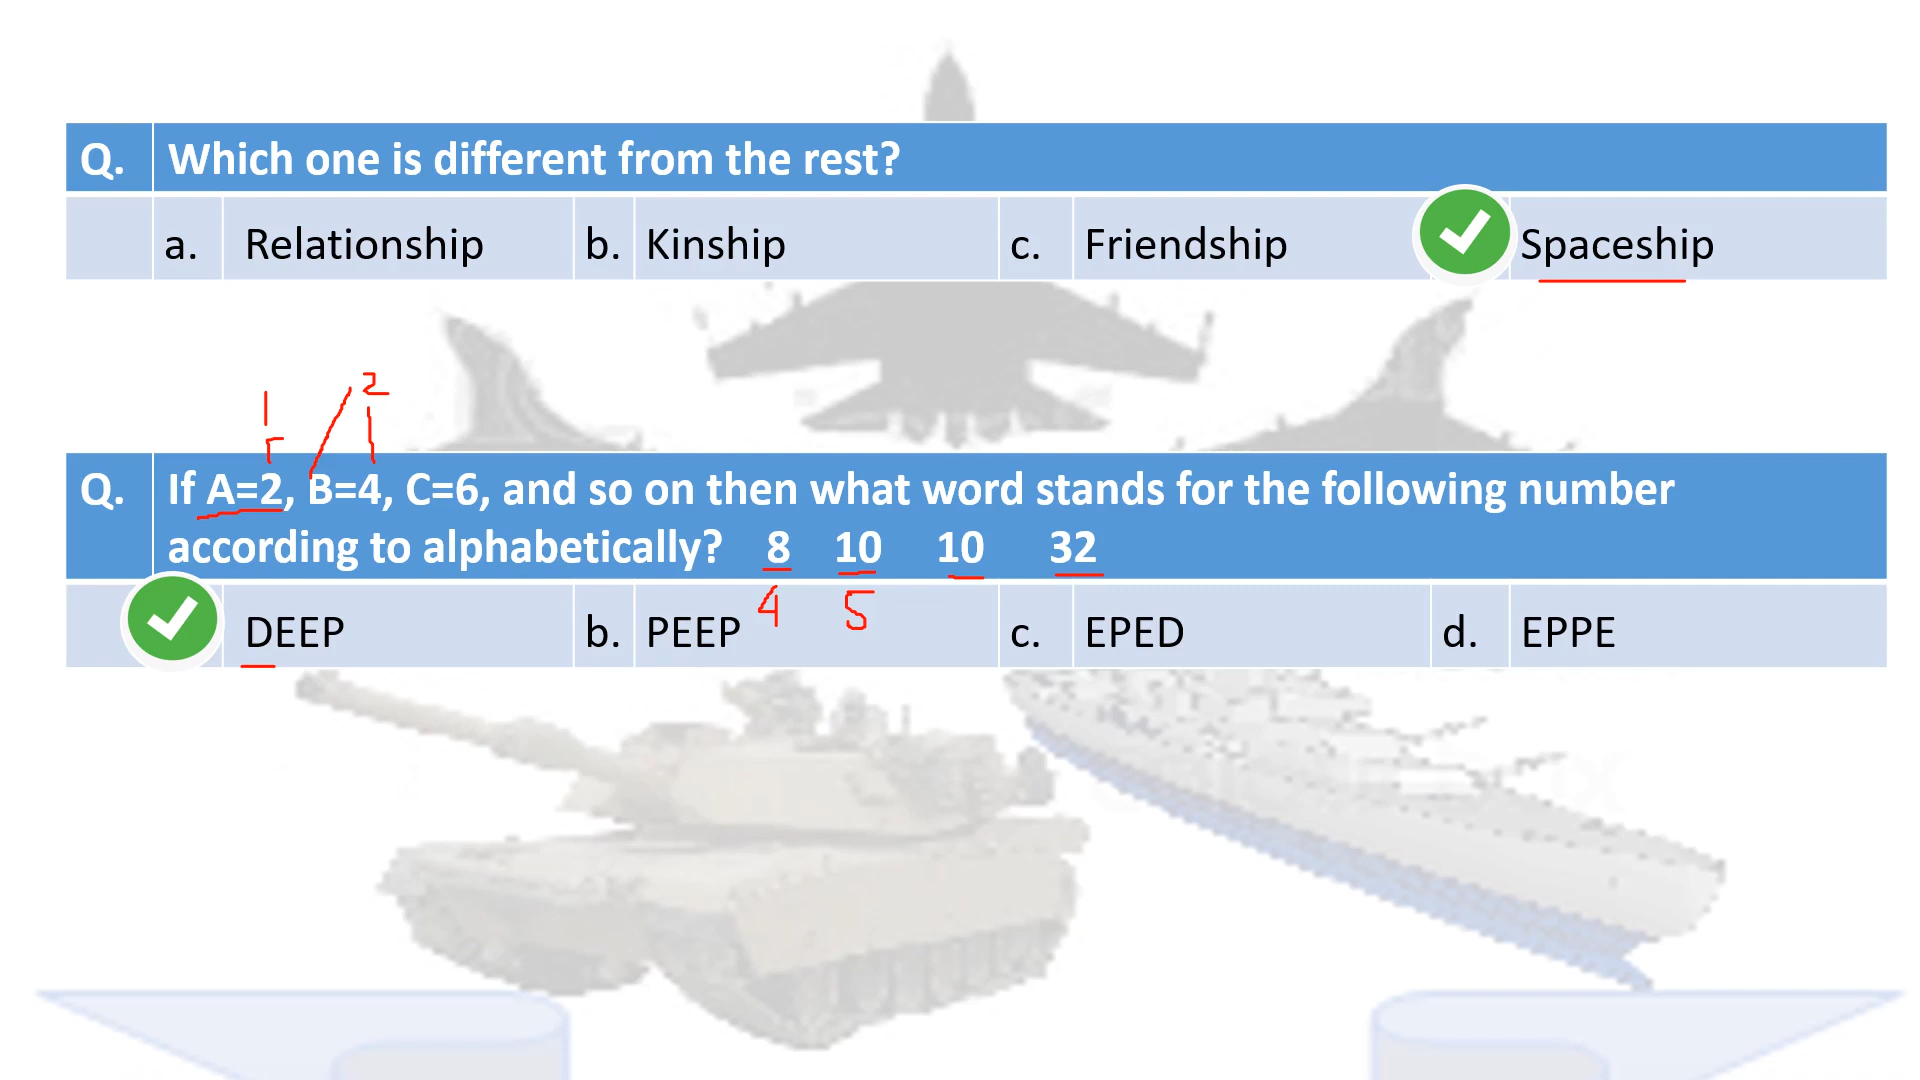 Q. Which one is different from the rest?
a. Relationship b. Kinship c. Friendship Spaceship
1 2
Q. If A=2, B=4, C=6, and so on then what word stands for the following number
according to alphabetically? 8 10 10 32
4 5
DEEP b. PEEP c. EPED d. EPPE